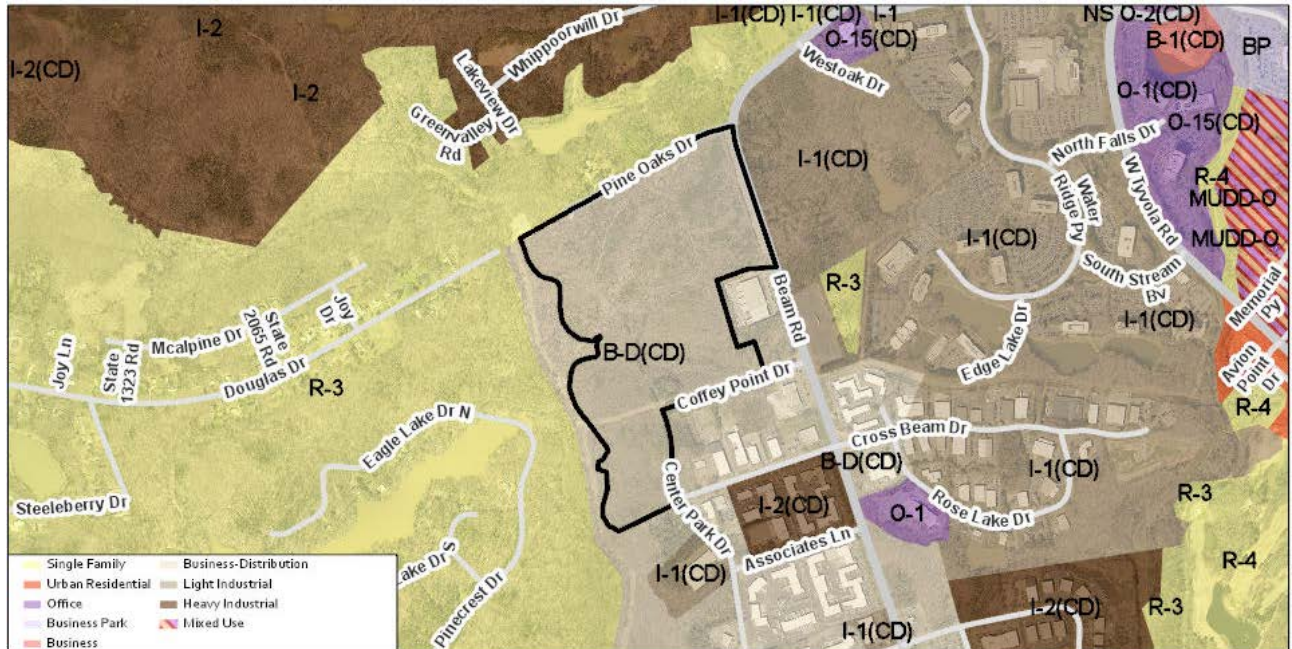 I-2
I-1(CD) I-1(CD) I-1
NS O-2(CD)
Whippoorwill Dr
O-15(CD)
B-1(CD)
BP
I-2(CD)
I-2
Lakeview Dr
Westoak Dr
O-1(CD)
Greenvalley
Rd
O-15(CD)
North Falls Dr
Pine Oaks Dr
I-1(CD)
W Tyvola Rd
R-4
MUDD-O
Water
Ridge Py
I-1(CD)
MUDD-O
South Stream
Bv
Beam Rd
R-3
Memorial
Py
Joy
Dr
State
2065 Rd
Mcalpine Dr
I-1(CD)
Joy Ln
State
1323 Rd
Douglas Dr
B-D(CD)
Edge Lake Dr
Avion
Point
Dr
R-3
Coffey Point Dr
R-4
Eagle Lake Dr N
Cross Beam Dr
B-D(CD)
I-1(CD)
Center Park Dr
Steeleberry Dr
I-2(CD)
O-1
Rose Lake Dr
R-3
Associates Ln
Lake Dr S
Pinecrest Dr
I-1(CD)
R-4
I-2(CD)
R-3
I-1(CD)
Single Family
Business-Distribution
Urban Residential
Light Industrial
Office
Heavy Industrial
Business Park
Mixed Use
Business